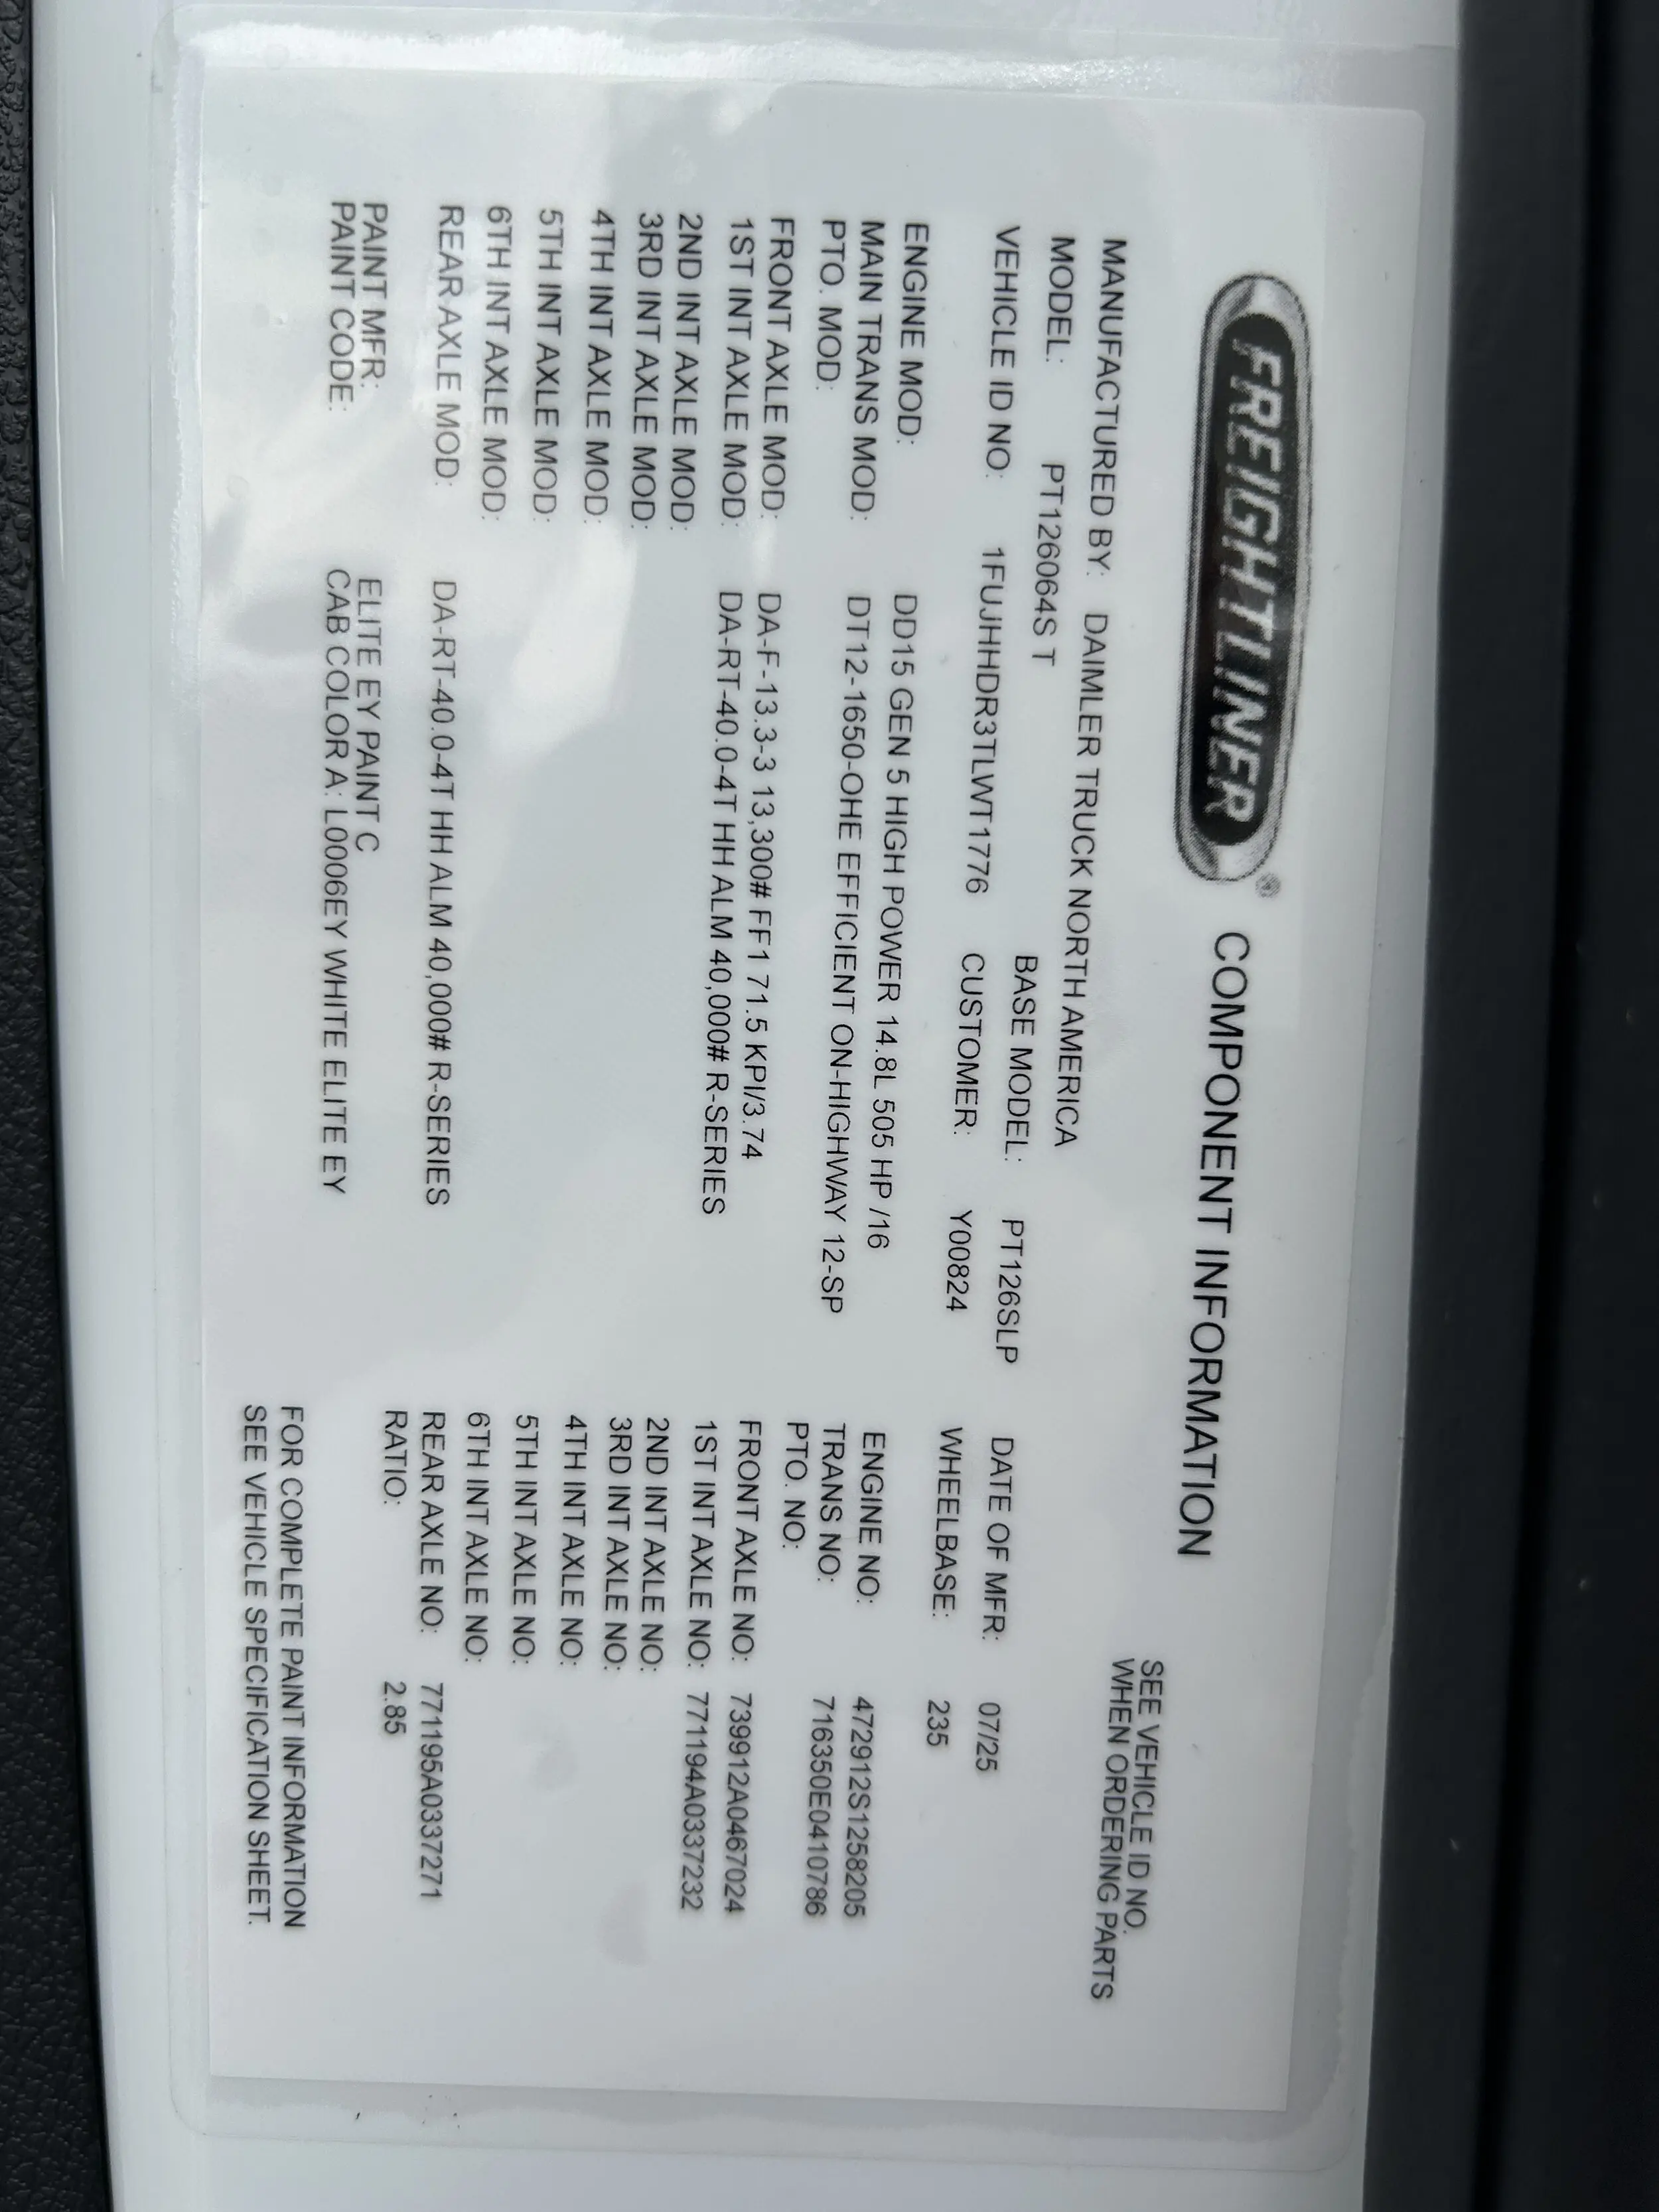 FREIGHTLINER® COMPONENT INFORMATION
SEE VEHICLE ID NO.
WHEN ORDERING PARTS
MANUFACTURED BY: DAIMLER TRUCK NORTH AMERICA
MODEL: PT126064S T BASE MODEL: PT126SLP DATE OF MFR: 07/25
VEHICLE ID NO. 1FUJHHDR3TLWT1776 CUSTOMER: Y00824 WHEELBASE: 235
ENGINE MOD: DD15 GEN 5 HIGH POWER 14.8L 505 HP /16 ENGINE NO: 472912S1258205
MAIN TRANS MOD: DT12-1650-OHE EFFICIENT ON-HIGHWAY 12-SP TRANS NO: 716350E0410786
PTO. MOD: PTO. NO:
FRONT AXLE MOD: DA-F-13.3-3 13,300# FF1 71.5 KPI/3.74 FRONT AXLE NO: 739912A0467024
1ST INT AXLE MOD: DA-RT-40.0-4T HH ALM 40,000# R-SERIES 1ST INT AXLE NO: 771194A0337232
2ND INT AXLE MOD: 2ND INT AXLE NO:
3RD INT AXLE MOD: 3RD INT AXLE NO:
4TH INT AXLE MOD: 4TH INT AXLE NO:
5TH INT AXLE MOD: 5TH INT AXLE NO:
6TH INT AXLE MOD: 6TH INT AXLE NO:
REAR AXLE MOD: DA-RT-40.0-4T HH ALM 40,000# R-SERIES REAR AXLE NO: 771195A0337271
RATIO: 2.85
PAINT MFR: ELITE EY PAINT C
PAINT CODE: CAB COLOR A: L0006EY WHITE ELITE EY
FOR COMPLETE PAINT INFORMATION
SEE VEHICLE SPECIFICATION SHEET.